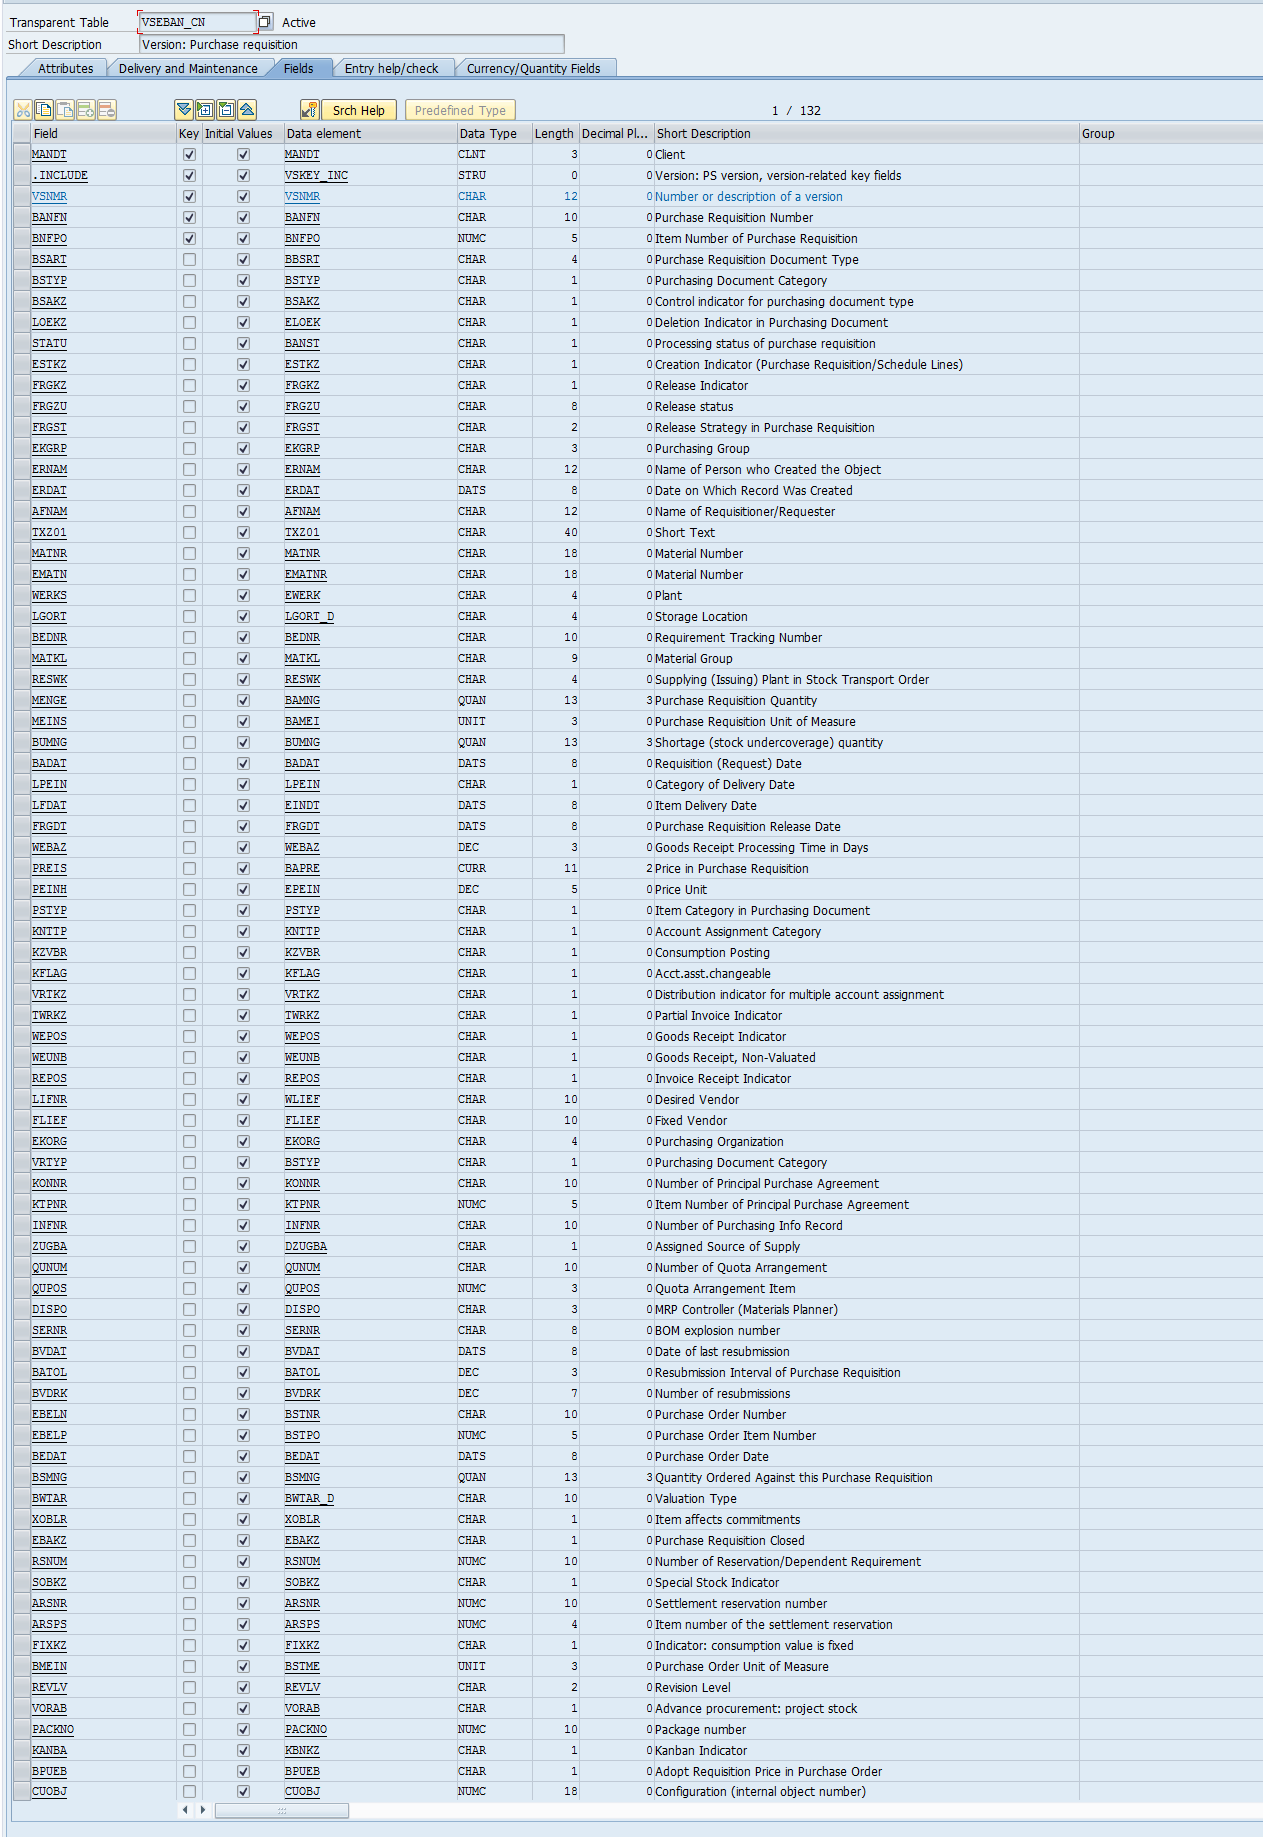 Transparent Table VSEBAN_CN Active
Short Description Version: Purchase requisition
Attributes Delivery and Maintenance Fields Entry help/check Currency/Quantity Fields
Srch Help Predefined Type 1 / 132
Field Key Initial Values Data element Data Type Length Decimal Pl... Short Description Group
MANDT MANDT CLNT 3 0 Client
.INCLUDE VSKEY_INC STRU 0 0 Version: PS version, version-related key fields
VSNMR VSNMR CHAR 12 0 Number or description of a version
BANFN BANFN CHAR 10 0 Purchase Requisition Number
BNFPO BNFPO NUMC 5 0 Item Number of Purchase Requisition
BSART BBSRT CHAR 4 0 Purchase Requisition Document Type
BSTYP BSTYP CHAR 1 0 Purchasing Document Category
BSAKZ BSAKZ CHAR 1 0 Control indicator for purchasing document type
LOEKZ ELOEK CHAR 1 0 Deletion Indicator in Purchasing Document
STATU BANST CHAR 1 0 Processing status of purchase requisition
ESTKZ ESTKZ CHAR 1 0 Creation Indicator (Purchase Requisition/Schedule Lines)
FRGKZ FRGKZ CHAR 1 0 Release Indicator
FRGZU FRGZU CHAR 8 0 Release status
FRGST FRGST CHAR 2 0 Release Strategy in Purchase Requisition
EKGRP EKGRP CHAR 3 0 Purchasing Group
ERNAM ERNAM CHAR 12 0 Name of Person who Created the Object
ERDAT ERDAT DATS 8 0 Date on Which Record Was Created
AFNAM AFNAM CHAR 12 0 Name of Requisitioner/Requester
TXZ01 TXZ01 CHAR 40 0 Short Text
MATNR MATNR CHAR 18 0 Material Number
EMATN EMATNR CHAR 18 0 Material Number
WERKS EWERK CHAR 4 0 Plant
LGORT LGORT_D CHAR 4 0 Storage Location
BEDNR BEDNR CHAR 10 0 Requirement Tracking Number
MATKL MATKL CHAR 9 0 Material Group
RESWK RESWK CHAR 4 0 Supplying (Issuing) Plant in Stock Transport Order
MENGE BAMNG QUAN 13 3 Purchase Requisition Quantity
MEINS BAMEI UNIT 3 0 Purchase Requisition Unit of Measure
BUMNG BUMNG QUAN 13 3 Shortage (stock undercoverage) quantity
BADAT BADAT DATS 8 0 Requisition (Request) Date
LPEIN LPEIN CHAR 1 0 Category of Delivery Date
LFDAT EINDT DATS 8 0 Item Delivery Date
FRGDT FRGDT DATS 8 0 Purchase Requisition Release Date
WEBAZ WEBAZ DEC 3 0 Goods Receipt Processing Time in Days
PREIS BAPRE CURR 11 2 Price in Purchase Requisition
PEINH EPEIN DEC 5 0 Price Unit
PSTYP PSTYP CHAR 1 0 Item Category in Purchasing Document
KNTTP KNTTP CHAR 1 0 Account Assignment Category
KZVBR KZVBR CHAR 1 0 Consumption Posting
KFLAG KFLAG CHAR 1 0 Acct.asst.changeable
VRTKZ VRTKZ CHAR 1 0 Distribution indicator for multiple account assignment
TWRKZ TWRKZ CHAR 1 0 Partial Invoice Indicator
WEPOS WEPOS CHAR 1 0 Goods Receipt Indicator
WEUNB WEUNB CHAR 1 0 Goods Receipt, Non-Valuated
REPOS REPOS CHAR 1 0 Invoice Receipt Indicator
LIFNR WLIEF CHAR 10 0 Desired Vendor
FLIEF FLIEF CHAR 10 0 Fixed Vendor
EKORG EKORG CHAR 4 0 Purchasing Organization
VRTYP BSTYP CHAR 1 0 Purchasing Document Category
KONNR KONNR CHAR 10 0 Number of Principal Purchase Agreement
KTPNR KTPNR NUMC 5 0 Item Number of Principal Purchase Agreement
INFNR INFNR CHAR 10 0 Number of Purchasing Info Record
ZUGBA DZUGBA CHAR 1 0 Assigned Source of Supply
QUNUM QUNUM CHAR 10 0 Number of Quota Arrangement
QUPOS QUPOS NUMC 3 0 Quota Arrangement Item
DISPO DISPO CHAR 3 0 MRP Controller (Materials Planner)
SERNR SERNR CHAR 8 0 BOM explosion number
BVDAT BVDAT DATS 8 0 Date of last resubmission
BATOL BATOL DEC 3 0 Resubmission Interval of Purchase Requisition
BVDRK BVDRK DEC 7 0 Number of resubmissions
EBELN BSTNR CHAR 10 0 Purchase Order Number
EBELP BSTPO NUMC 5 0 Purchase Order Item Number
BEDAT BEDAT DATS 8 0 Purchase Order Date
BSMNG BSMNG QUAN 13 3 Quantity Ordered Against this Purchase Requisition
BWTAR BWTAR_D CHAR 10 0 Valuation Type
XOBLR XOBLR CHAR 1 0 Item affects commitments
EBAKZ EBAKZ CHAR 1 0 Purchase Requisition Closed
RSNUM RSNUM NUMC 10 0 Number of Reservation/Dependent Requirement
SOBKZ SOBKZ CHAR 1 0 Special Stock Indicator
ARSNR ARSNR NUMC 10 0 Settlement reservation number
ARSPS ARSPS NUMC 4 0 Item number of the settlement reservation
FIXKZ FIXKZ CHAR 1 0 Indicator: consumption value is fixed
BMEIN BSTME UNIT 3 0 Purchase Order Unit of Measure
REVLV REVLV CHAR 2 0 Revision Level
VORAB VORAB CHAR 1 0 Advance procurement: project stock
PACKNO PACKNO NUMC 10 0 Package number
KANBA KBNKZ CHAR 1 0 Kanban Indicator
BPUEB BPUEB CHAR 1 0 Adopt Requisition Price in Purchase Order
CUOBJ CUOBJ NUMC 18 0 Configuration (internal object number)